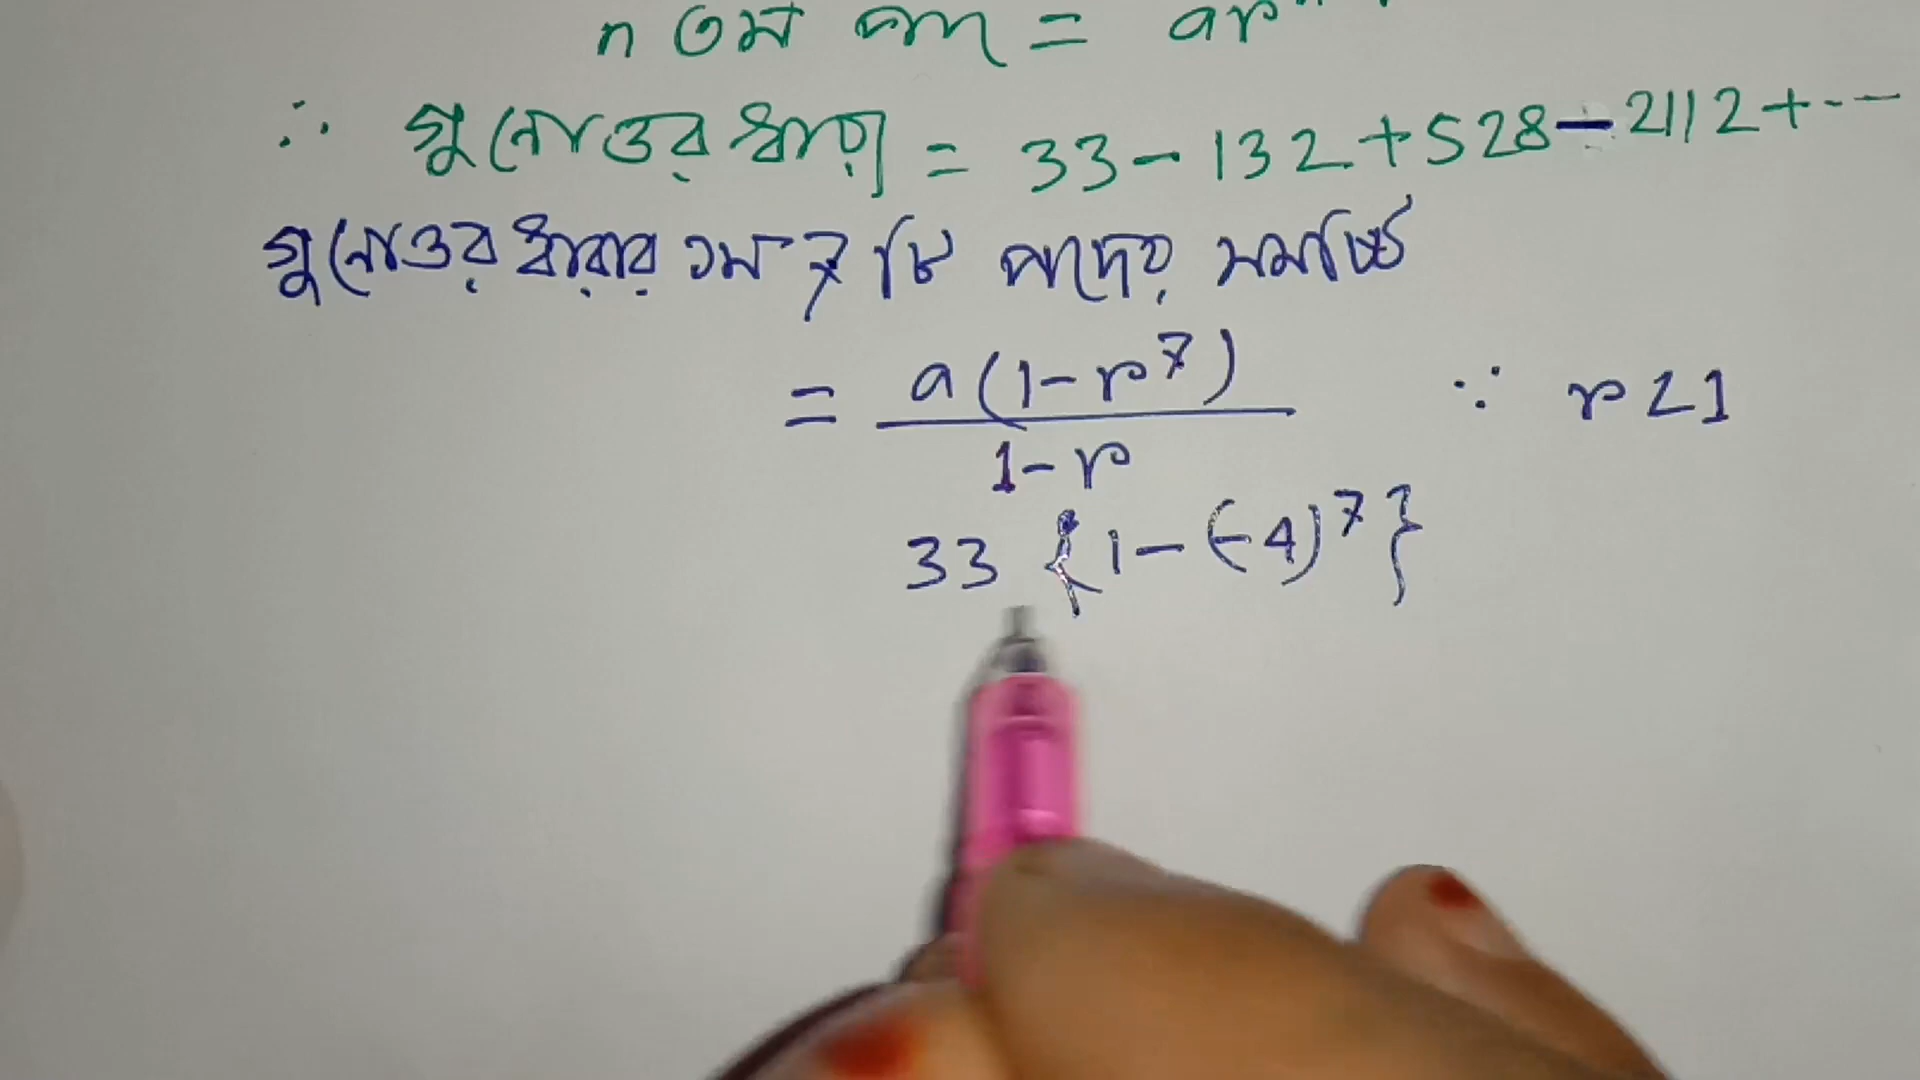 n তম পদ = ar
∴ গুনোত্তর ধারা = 33 - 132 + 528 - 2112 + ---
গুনোত্তর ধারার ১ম 7 টি পদের সমষ্টি
= a(1-r⁷) / 1-r ∵ r<1
33 {1-(-4)⁷}